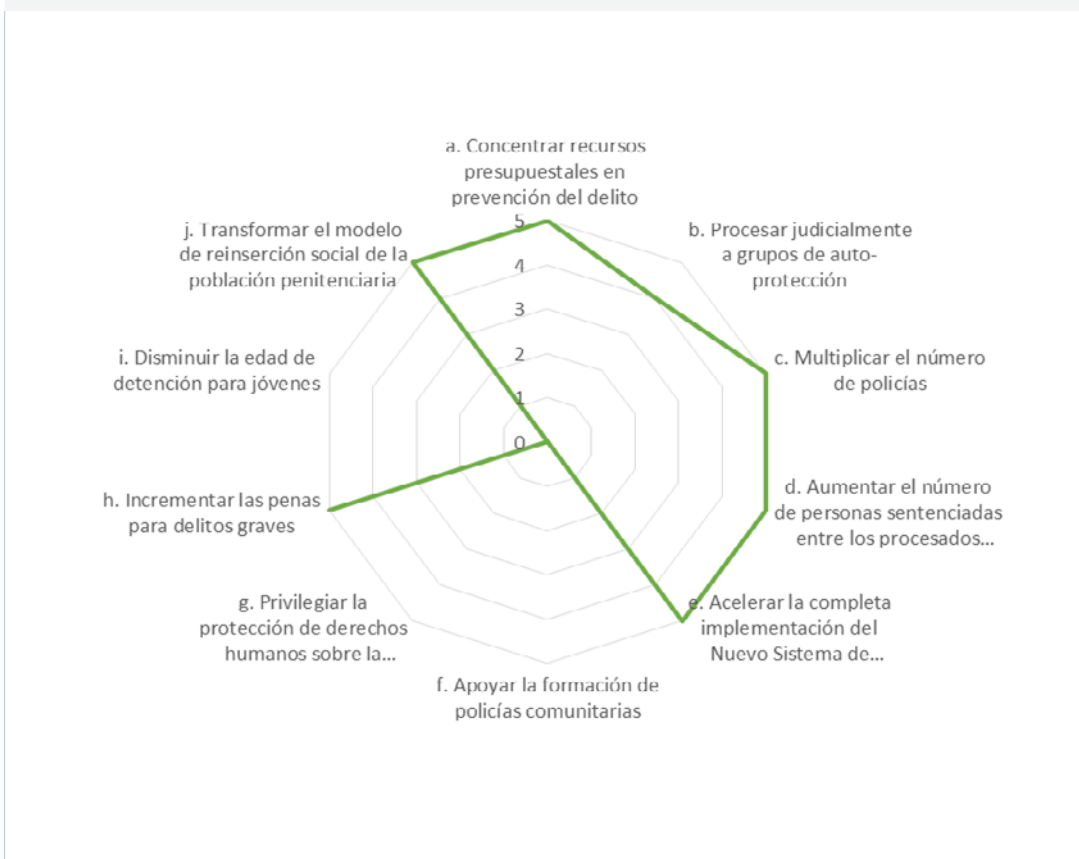 a. Concentrar recursos
presupuestales en
prevención del delito
b. Procesar judicialmente
a grupos de auto-
protección
c. Multiplicar el número
de policías
d. Aumentar el número
de personas sentenciadas
entre los procesados...
e. Acelerar la completa
implementación del
Nuevo Sistema de...
f. Apoyar la formación de
policías comunitarias
g. Privilegiar la
protección de derechos
humanos sobre la...
h. Incrementar las penas
para delitos graves
i. Disminuir la edad de
detención para jóvenes
j. Transformar el modelo
de reinserción social de la
población penitenciaria
5
4
3
2
1
0